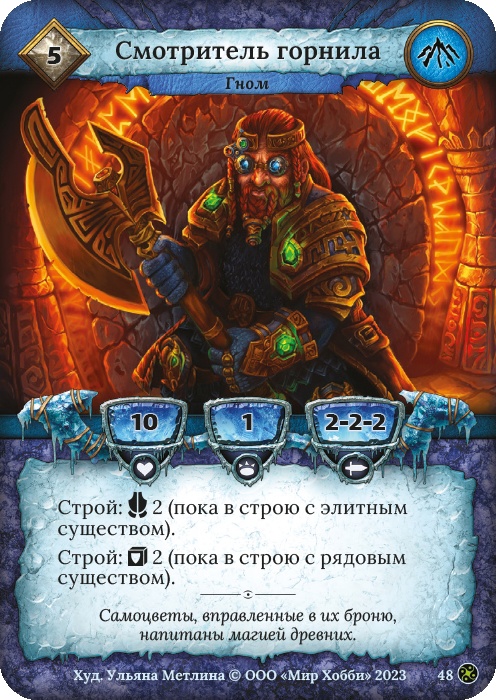 5
Смотритель горнила
Гном
10
1
2-2-2
Строй: 2 (пока в строю с элитным
существом).
Строй: 2 (пока в строю с рядовым
существом).
Самоцветы, вправленные в их броню,
напитаны магией древних.
Худ. Ульяна Метлина © ООО «Мир Хобби» 2023
48